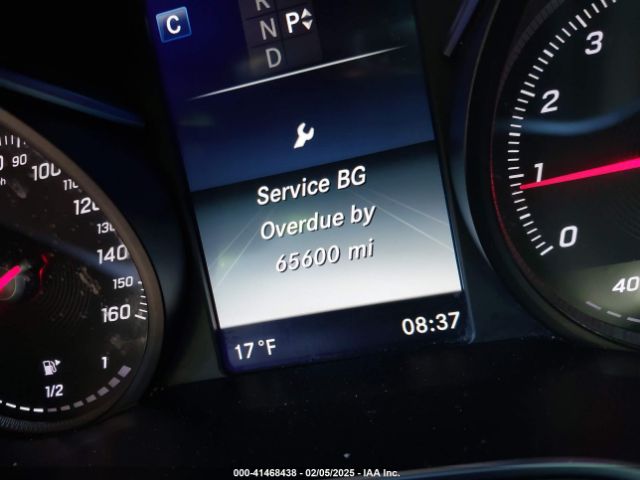 R
C
N
P
D
Service BG
Overdue by
65600 mi
17 °F
08:37
90
100
120
140
150
160
1/2
1
3
2
1
0
40
000-41468438 - 02/05/2025 - IAA Inc.